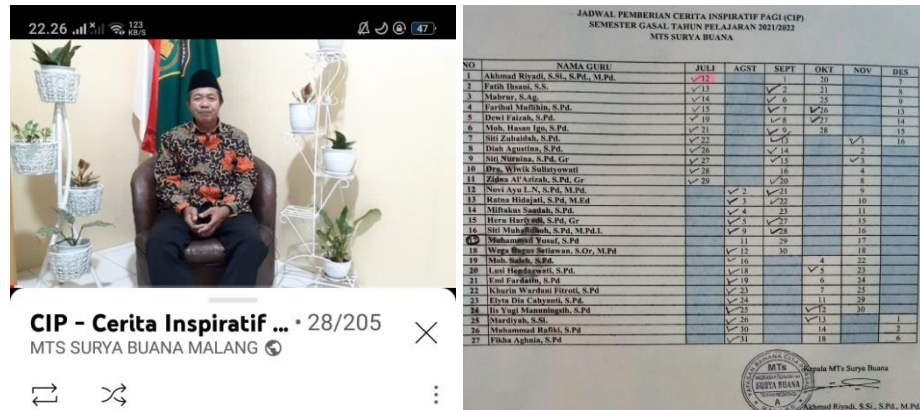 22.26 123 KB/S 47
CIP - Cerita Inspiratif ... • 28/205
MTS SURYA BUANA MALANG
JADWAL PEMBERIAN CERITA INSPIRATIF PAGI (CIP)
SEMESTER GASAL TAHUN PELAJARAN 2021/2022
MTS SURYA BUANA
NO NAMA GURU JULI AGST SEPT OKT NOV DES
1 Akhmad Riyadi, S.Si., S.Pd., M.Pd. 12 1 20 7
2 Fatih Ihsani, S.S. 13 2 21 8
3 Mabrur, S.Ag. 14 6 25 9
4 Farihul Muflihin, S.Pd. 15 7 26 13
5 Dewi Faizah, S.Pd. 19 8 27 14
6 Moh. Hasan Igo, S.Pd. 21 9 28 15
7 Siti Zubaidah, S.Pd. 22 13 1 16
8 Diah Agustina, S.Pd. 26 14 2
9 Siti Nurnina, S.Pd, Gr 27 15 3
10 Dra. Wiwik Sulistyowati 28 16 4
11 Zidna Al'Azizah, S.Pd, Gr 29 20 8
12 Novi Ayu L.N, S.Pd, M.Pd. 2 21 9
13 Ratna Hidajati, S.Pd, M.Ed 3 22 10
14 Miftakus Saadah, S.Pd. 4 23 11
15 Heru Hariyadi, S.Pd, Gr 5 27 15
16 Siti S.Pd, M.Pd.I. 9 28 16
17 Muhammad Yusuf, S.Pd 11 29 17
18 Wega Bagus Setiawan, S.Or, M.Pd 12 30 18
19 Moh. Saleh, S.Pd. 16 4 22
20 Lusi Hendarwati, S.Pd. 18 5 23
21 Emi Fardatin, S.Pd 19 6 24
22 Khurin Wardani Fitroti, S.Pd 23 7 25
23 Elyta Dia Cahyanti, S.Pd. 24 11 29
24 Iis Yugi Manuningsih, S.Pd 25 12 30
25 Mardiyah, S.Si. 26 13 1
26 Muhammad Rafiki, S.Pd 30 14 2
27 Fikha Aghnia, S.Pd 31 18 6
Kepala MTs Surya Buana
MTs
SURYA BUANA
A
Akhmad Riyadi, S.Si., S.Pd., M.Pd